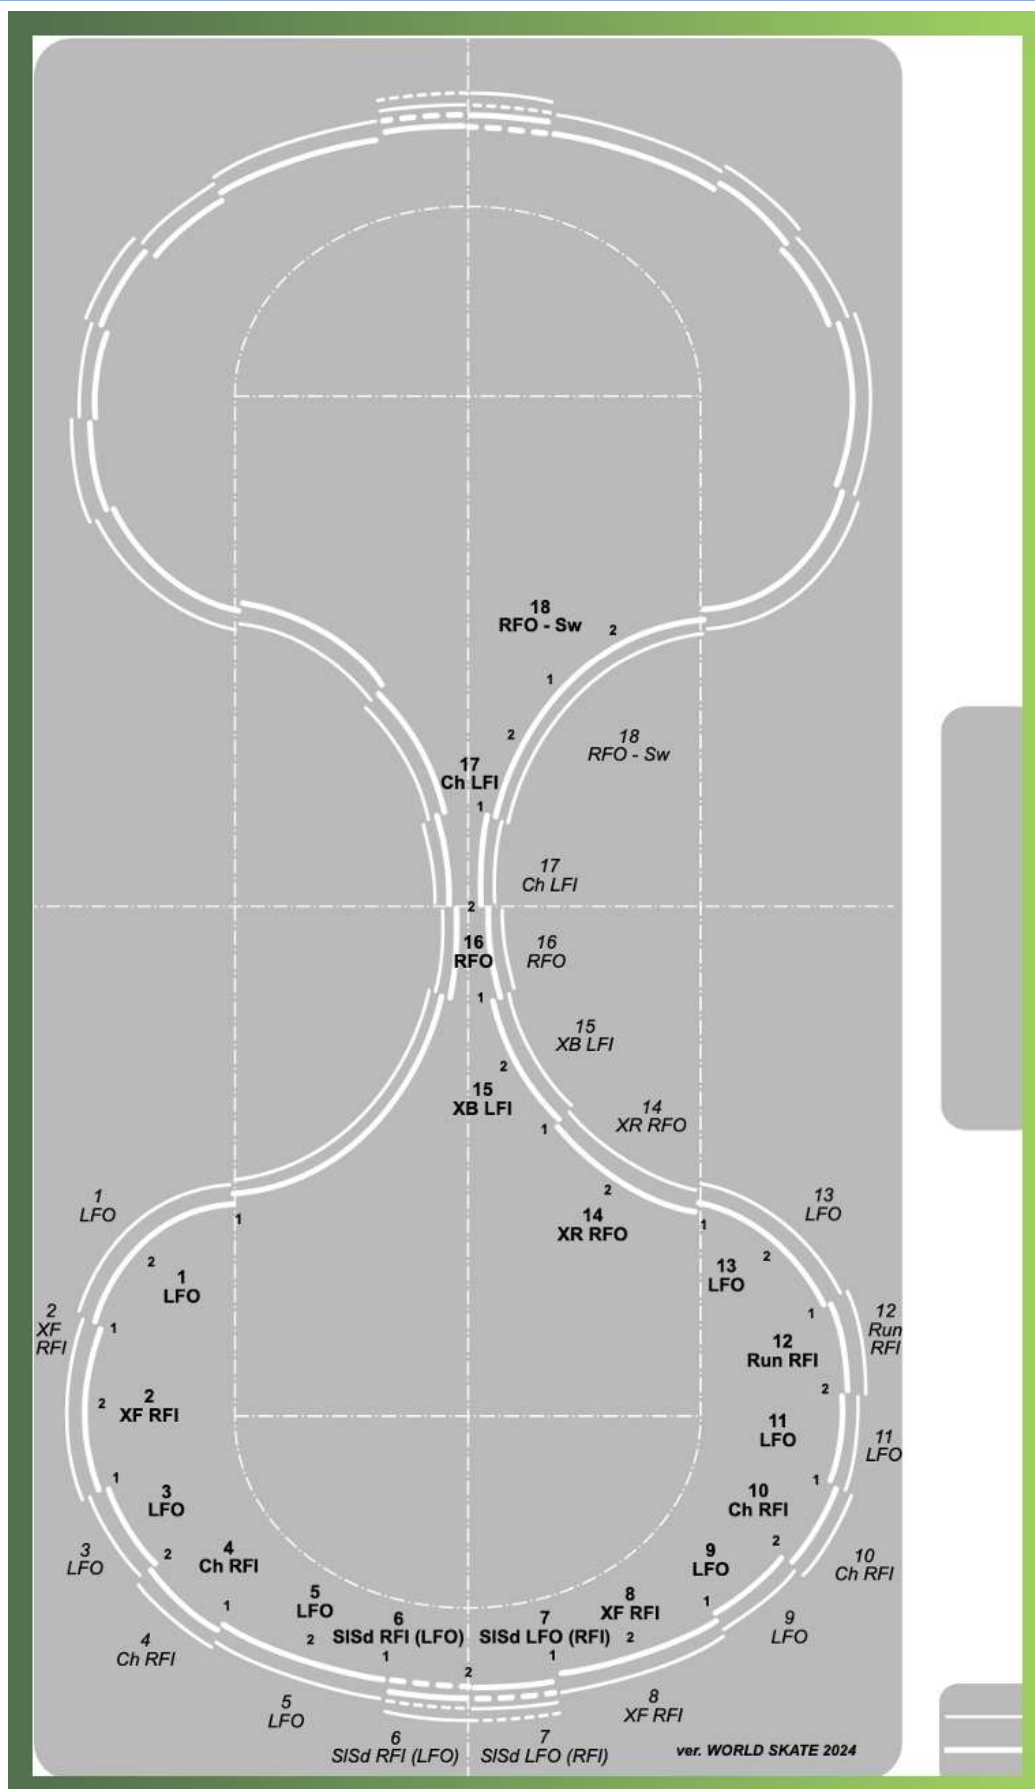 18
RFO - Sw
2
1
2
18
RFO - Sw
17
Ch LFI
1
17
Ch LFI
2
16
RFO
16
RFO
1
15
XB LFI
2
15
XB LFI
14
XR RFO
1
2
14
XR RFO
1
LFO
1
13
LFO
1
2
2
1
LFO
13
LFO
2
XF
RFI
1
1
12
Run
RFI
12
Run RFI
2
2
2
XF RFI
11
LFO
11
LFO
1
1
3
LFO
10
Ch RFI
2
2
3
LFO
4
Ch RFI
9
LFO
10
Ch RFI
1
5
LFO
8
XF RFI
1
9
LFO
2
6
SlSd RFI (LFO)
7
SlSd LFO (RFI)
2
4
Ch RFI
1
2
1
5
LFO
8
XF RFI
6
SlSd RFI (LFO)
7
SlSd LFO (RFI)
ver. WORLD SKATE 2024